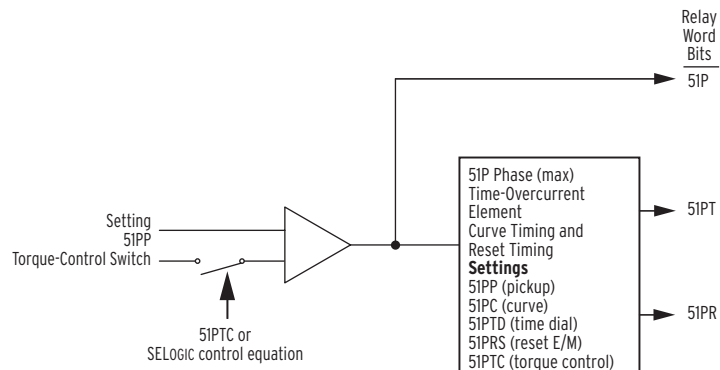 Relay
Word
Bits
51P
51P Phase (max)
Time-Overcurrent
Element
Curve Timing and
Reset Timing
Settings
51PP (pickup)
51PC (curve)
51PTD (time dial)
51PRS (reset E/M)
51PTC (torque control)
51PT
51PR
Setting
51PP
Torque-Control Switch
51PTC or
SELOGIC control equation